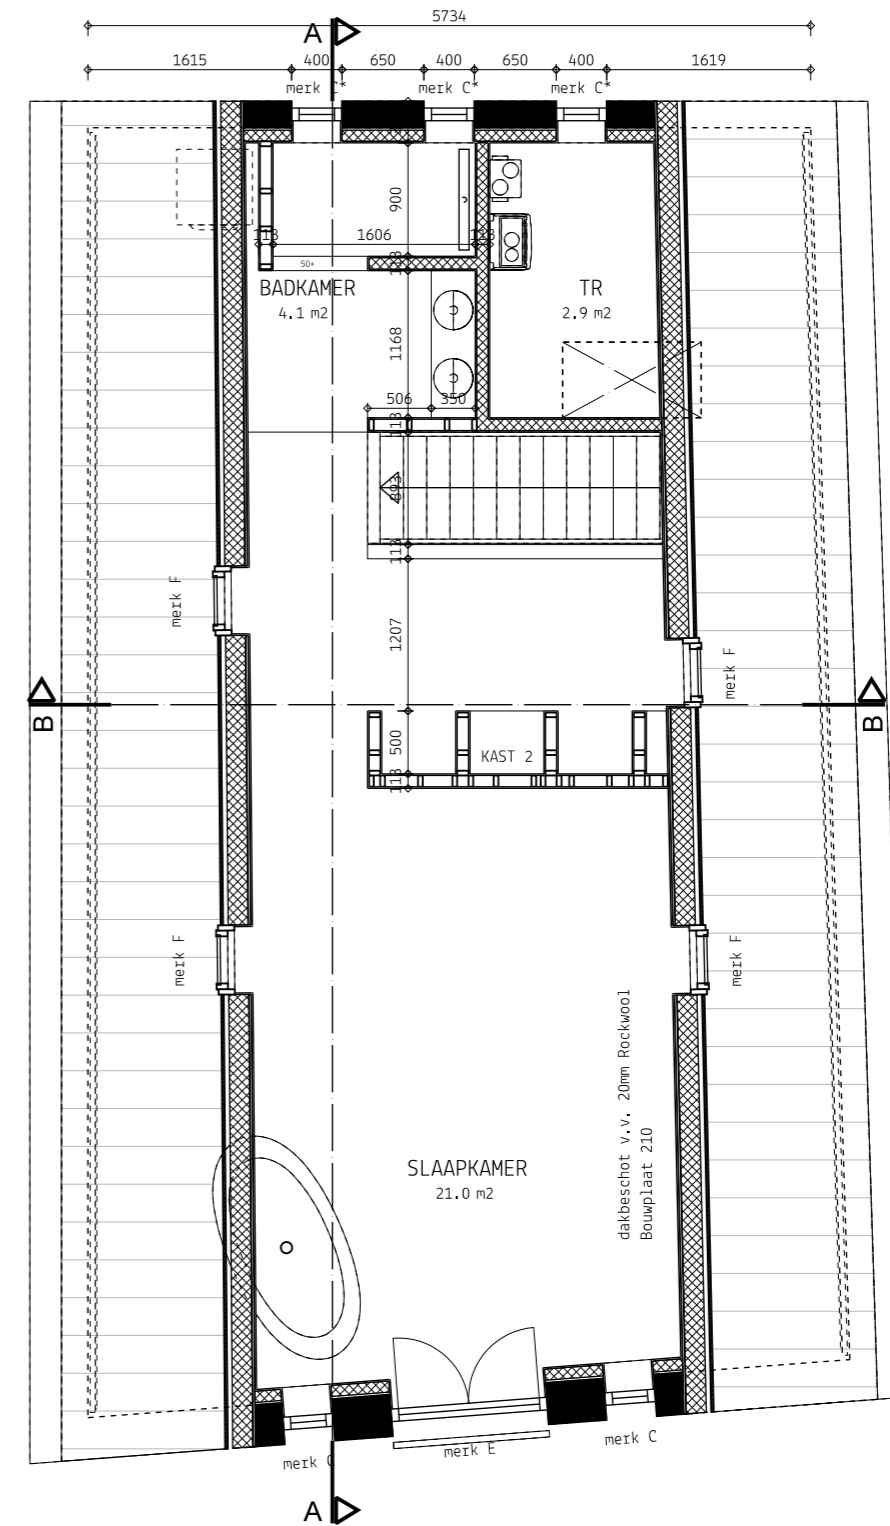 5734
A
1615 400 650 400 650 400 1619
merk C* merk C* merk C*
900
113 1606 113
113
50+
BADKAMER
4.1 m2
TR
2.9 m2
1168
506 350
113
893
113
merk F
1207
merk F
B
B
500
KAST 2
113
merk F
merk F
dakbeschot v.v. 20mm Rockwool
Bouwplaat 210
SLAAPKAMER
21.0 m2
merk C
merk E
merk C
A